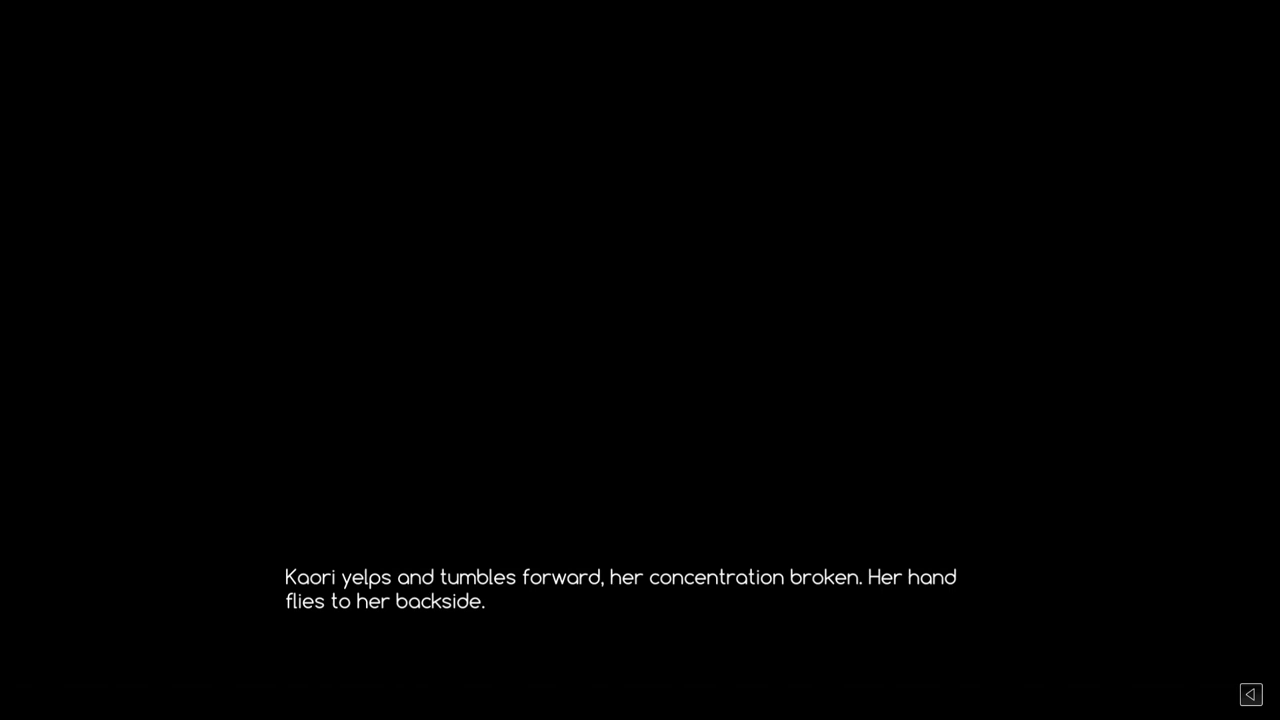 Kaori yelps and tumbles forward, her concentration broken. Her hand
flies to her backside.